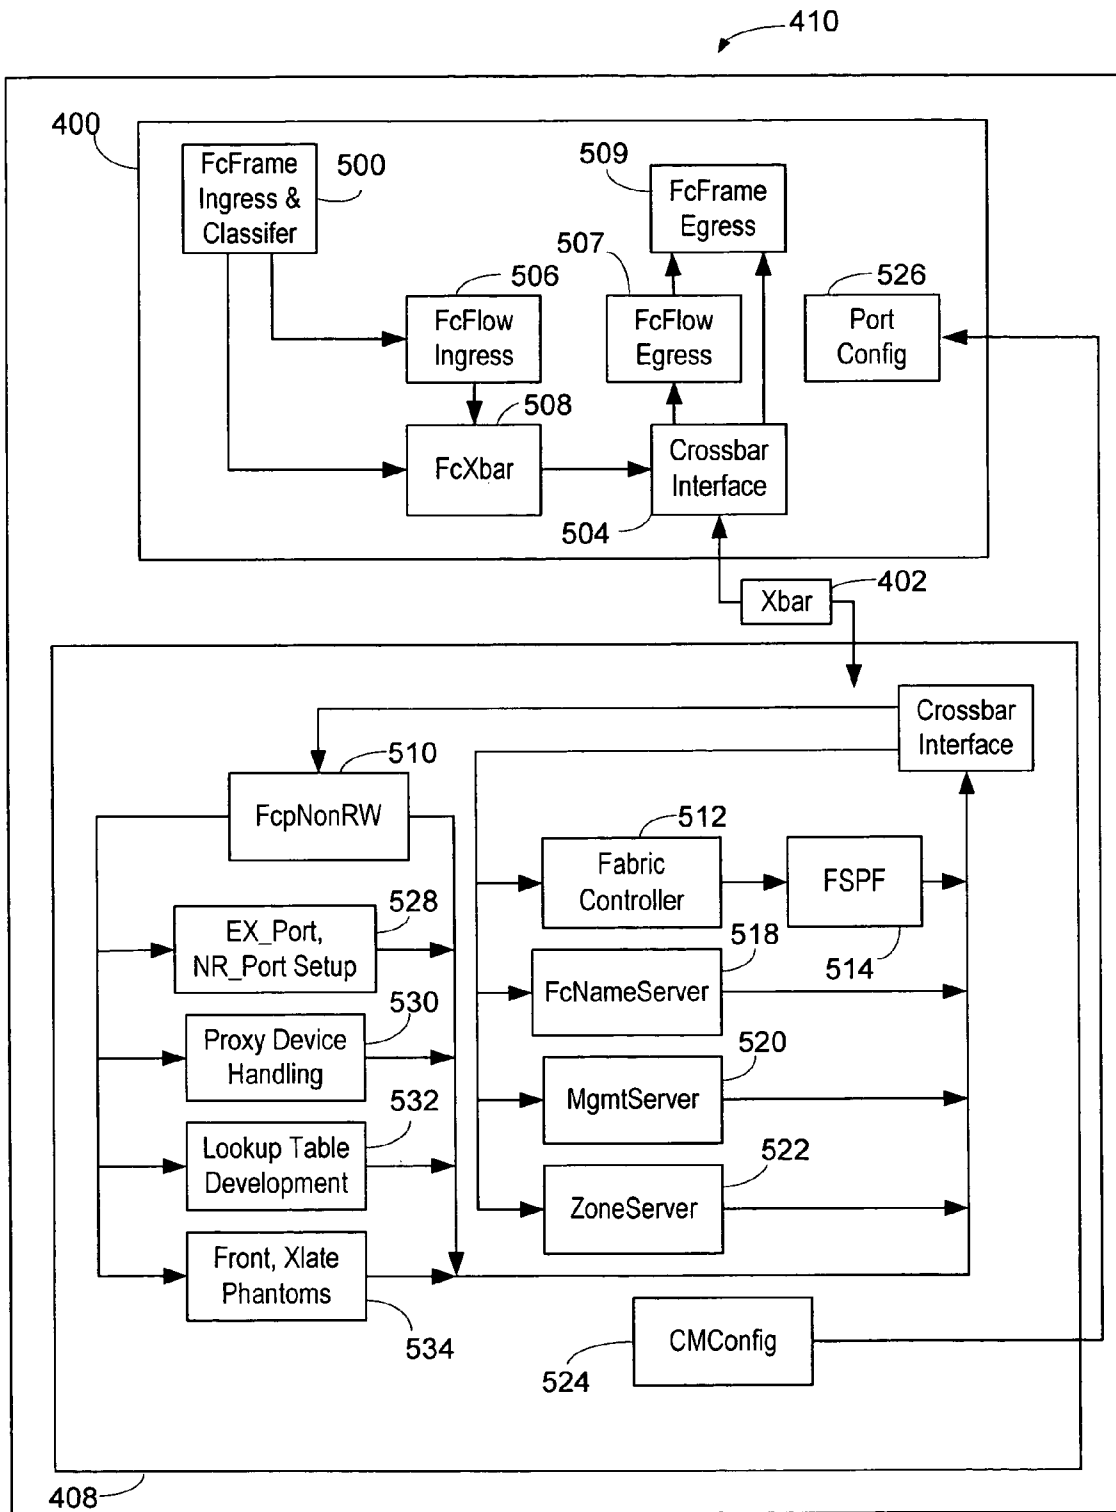 410
400
FcFrame
Ingress &
Classifer
500
509
FcFrame
Egress
507
506
FcFlow
Ingress
FcFlow
Egress
526
Port
Config
508
FcXbar
Crossbar
Interface
504
402
Xbar
Crossbar
Interface
510
FcpNonRW
512
Fabric
Controller
FSPF
514
528
EX_Port,
NR_Port Setup
518
FcNameServer
530
Proxy Device
Handling
520
MgmtServer
532
Lookup Table
Development
522
ZoneServer
Front, Xlate
Phantoms
534
CMConfig
524
408